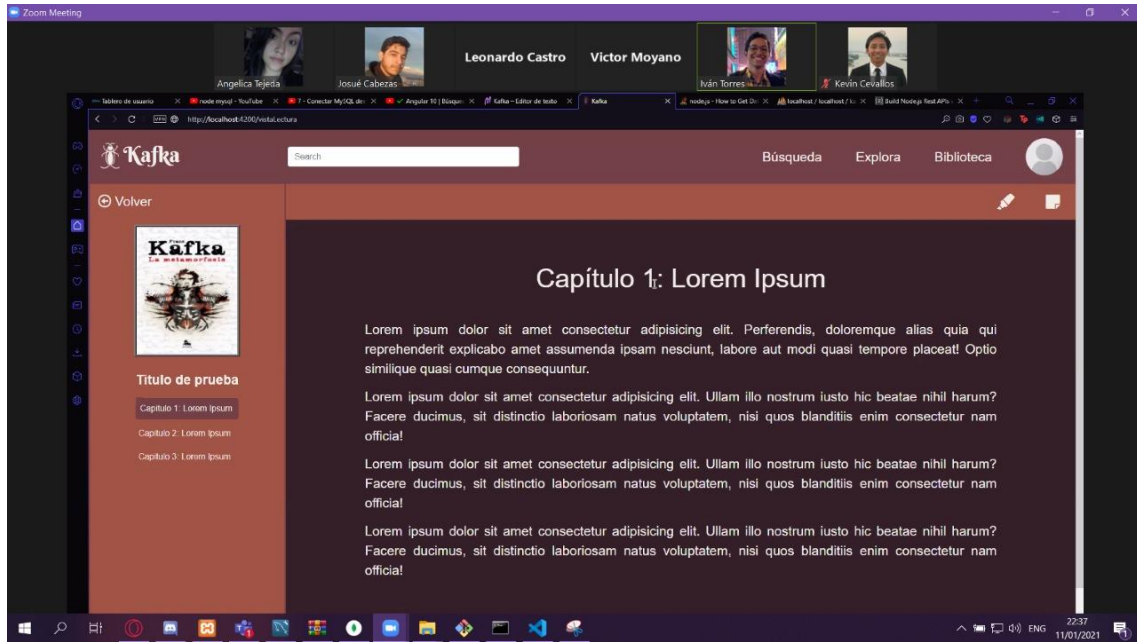 Zoom Meeting
Leonardo Castro
Victor Moyano
Angelica Tejeda
Josué Cabezas
Iván Torres
Kevin Cevallos
Tablero de usuario
node mysql - YouTube
Kafka – Editor de texto
Kafka
VPN
http://localhost:4200/vistaLectura
Kafka
Search
Búsqueda
Explora
Biblioteca
Volver
Kafka
La metamorfosis
Titulo de prueba
Capitulo 1: Lorem Ipsum
Capitulo 2: Lorem Ipsum
Capitulo 3: Lorem Ipsum
Capítulo 1: Lorem Ipsum
Lorem ipsum dolor sit amet consectetur adipisicing elit. Perferendis, doloremque alias quia qui
reprehenderit explicabo amet assumenda ipsam nesciunt, labore aut modi quasi tempore placeat! Optio
similique quasi cumque consequuntur.
Lorem ipsum dolor sit amet consectetur adipisicing elit. Ullam illo nostrum iusto hic beatae nihil harum?
Facere ducimus, sit distinctio laboriosam natus voluptatem, nisi quos blanditiis enim consectetur nam
officia!
Lorem ipsum dolor sit amet consectetur adipisicing elit. Ullam illo nostrum iusto hic beatae nihil harum?
Facere ducimus, sit distinctio laboriosam natus voluptatem, nisi quos blanditiis enim consectetur nam
officia!
Lorem ipsum dolor sit amet consectetur adipisicing elit. Ullam illo nostrum iusto hic beatae nihil harum?
Facere ducimus, sit distinctio laboriosam natus voluptatem, nisi quos blanditiis enim consectetur nam
officia!
ENG
22:37
11/01/2021